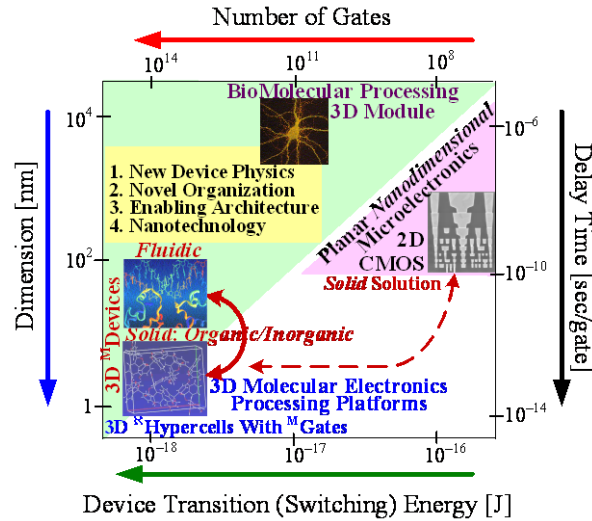 Number of Gates
10^14 10^11 10^8
BioMolecular Processing
3D Module
10^4
10^-6
Planar Nanodimensional
Microelectronics
1. New Device Physics
2. Novel Organization
3. Enabling Architecture
4. Nanotechnology
Dimension [nm]
Delay Time [sec/gate]
2D
CMOS
10^2
Fluidic
10^-10
Solid Solution
3D ^M Devices
Solid: Organic/Inorganic
3D Molecular Electronics
Processing Platforms
1
10^-14
3D ^R Hypercells With ^M Gates
10^-18 10^-17 10^-16
Device Transition (Switching) Energy [J]